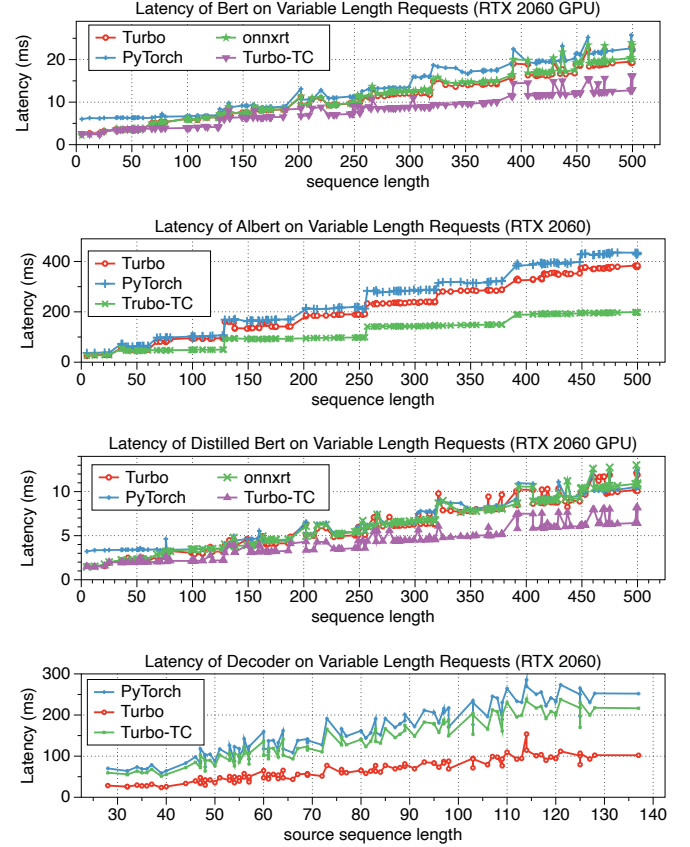 Latency of Bert on Variable Length Requests (RTX 2060 GPU)
Latency (ms)
20
10
0
Turbo
onnxrt
PyTorch
Turbo-TC
0 50 100 150 200 250 300 350 400 450 500
sequence length
Latency of Albert on Variable Length Requests (RTX 2060)
Latency (ms)
400
200
0
Turbo
PyTorch
Trubo-TC
0 50 100 150 200 250 300 350 400 450 500
sequence length
Latency of Distilled Bert on Variable Length Requests (RTX 2060 GPU)
Latency (ms)
10
5
0
Turbo
onnxrt
PyTorch
Turbo-TC
0 50 100 150 200 250 300 350 400 450 500
sequence length
Latency of Decoder on Variable Length Requests (RTX 2060)
Latency (ms)
300
200
100
0
PyTorch
Turbo
Turbo-TC
30 40 50 60 70 80 90 100 110 120 130 140
source sequence length